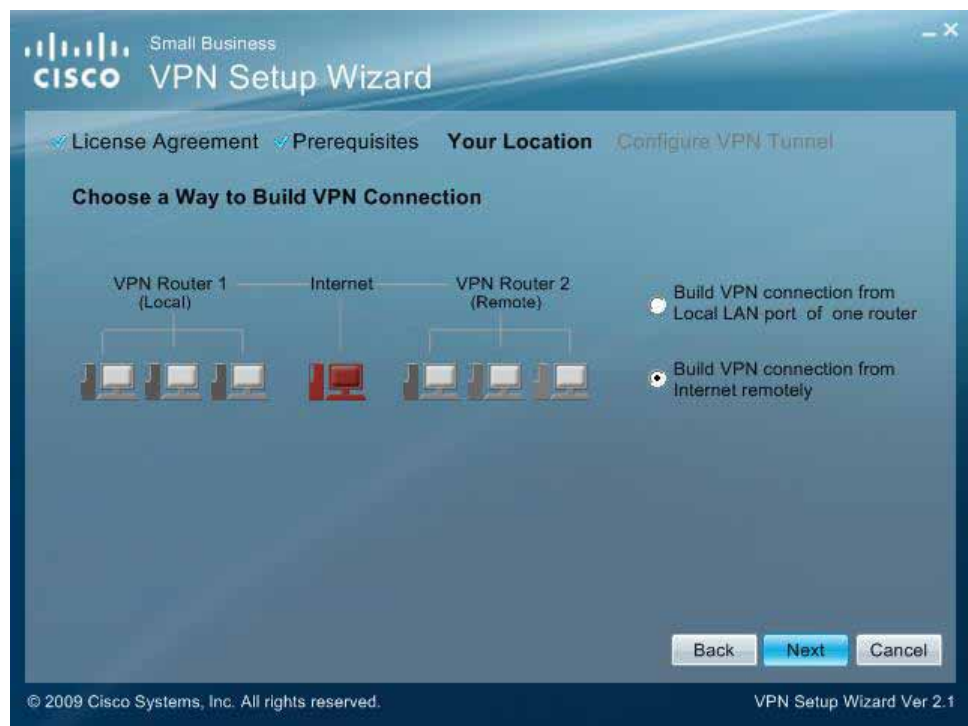 Small Business
CISCO VPN Setup Wizard
License Agreement Prerequisites Your Location Configure VPN Tunnel
Choose a Way to Build VPN Connection
VPN Router 1
(Local)
Internet
VPN Router 2
(Remote)
Build VPN connection from
Local LAN port of one router
Build VPN connection from
Internet remotely
Back Next Cancel
© 2009 Cisco Systems, Inc. All rights reserved.
VPN Setup Wizard Ver 2.1